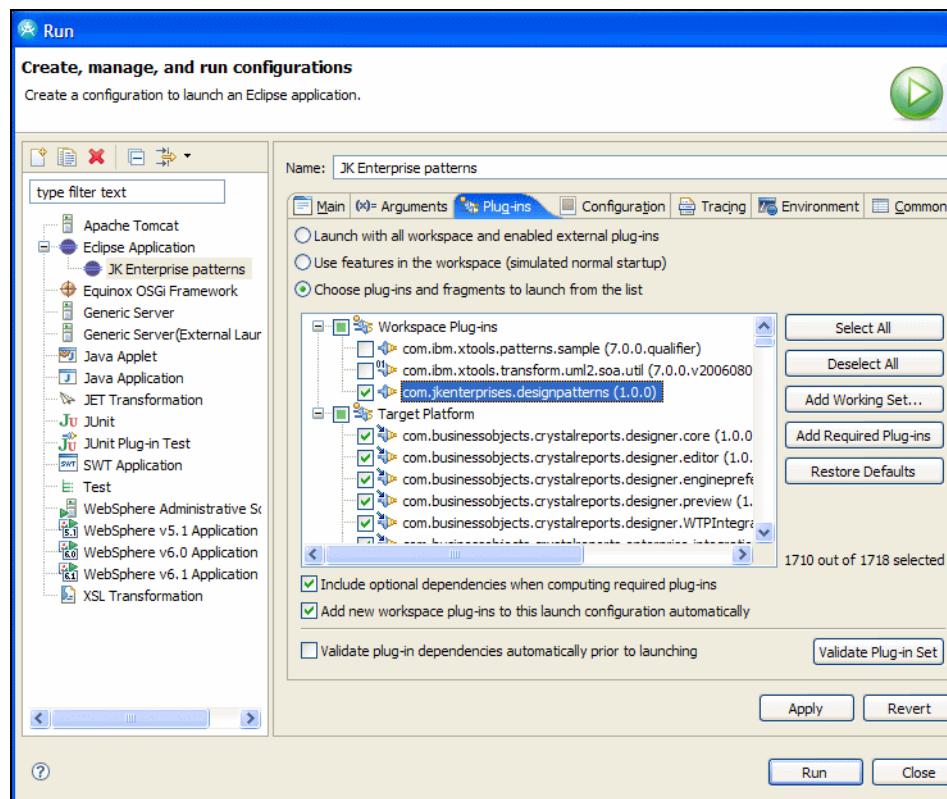 Run
Create, manage, and run configurations
Create a configuration to launch an Eclipse application.
type filter text
Apache Tomcat
Eclipse Application
JK Enterprise patterns
Equinox OSGi Framework
Generic Server
Generic Server(External Laur
Java Applet
Java Application
JET Transformation
JUnit
JUnit Plug-in Test
SWT Application
Test
WebSphere Administrative Sc
WebSphere v5.1 Application
WebSphere v6.0 Application
WebSphere v6.1 Application
XSL Transformation
Name: JK Enterprise patterns
Main (x)= Arguments Plug-ins Configuration Tracing Environment Common
Launch with all workspace and enabled external plug-ins
Use features in the workspace (simulated normal startup)
Choose plug-ins and fragments to launch from the list
Workspace Plug-ins
com.ibm.xtools.patterns.sample (7.0.0.qualifier)
com.ibm.xtools.transform.uml2.soa.util (7.0.0.v2006080
com.jkenterprises.designpatterns (1.0.0)
Target Platform
com.businessobjects.crystalreports.designer.core (1.0.0
com.businessobjects.crystalreports.designer.editor (1.0.
com.businessobjects.crystalreports.designer.enginepref
com.businessobjects.crystalreports.designer.preview (1.
com.businessobjects.crystalreports.designer.WTPIntegra
Select All
Deselect All
Add Working Set...
Add Required Plug-ins
Restore Defaults
1710 out of 1718 selected
Include optional dependencies when computing required plug-ins
Add new workspace plug-ins to this launch configuration automatically
Validate plug-in dependencies automatically prior to launching
Validate Plug-in Set
Apply Revert
Run Close